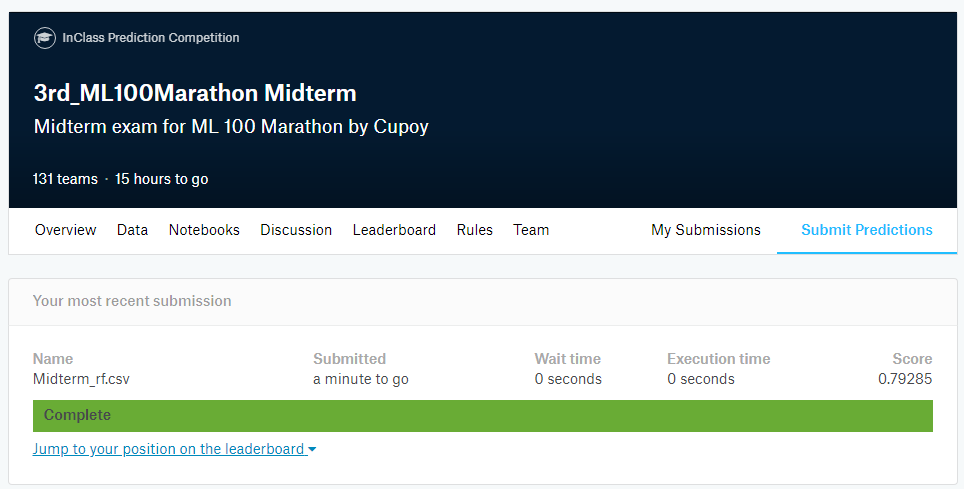 InClass Prediction Competition
3rd_ML100Marathon Midterm
Midterm exam for ML 100 Marathon by Cupoy
131 teams · 15 hours to go
Overview Data Notebooks Discussion Leaderboard Rules Team My Submissions Submit Predictions
Your most recent submission
Name Submitted Wait time Execution time Score
Midterm_rf.csv a minute to go 0 seconds 0 seconds 0.79285
Complete
Jump to your position on the leaderboard